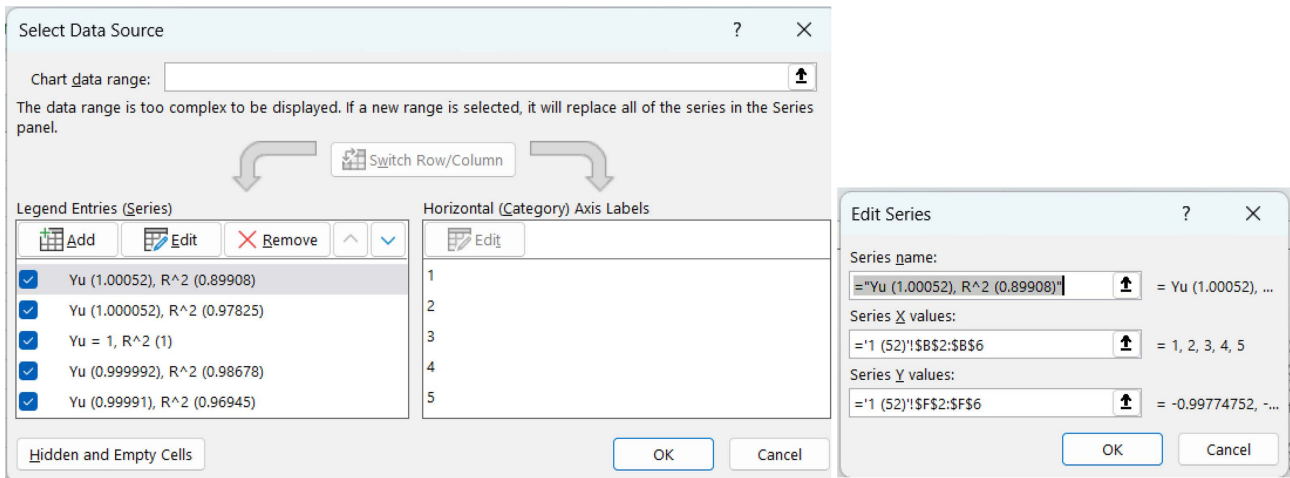 Select Data Source
?
Chart data range:
The data range is too complex to be displayed. If a new range is selected, it will replace all of the series in the Series
panel.
Switch Row/Column
Legend Entries (Series)
Horizontal (Category) Axis Labels
Add
Edit
Remove
Edit
Yu (1.00052), R^2 (0.89908)
Yu (1.000052), R^2 (0.97825)
Yu = 1, R^2 (1)
Yu (0.999992), R^2 (0.98678)
Yu (0.99991), R^2 (0.96945)
1
2
3
4
5
Hidden and Empty Cells
OK
Cancel
Edit Series
?
Series name:
="Yu (1.00052), R^2 (0.89908)"
= Yu (1.00052), ...
Series X values:
='1 (52)'!$B$2:$B$6
= 1, 2, 3, 4, 5
Series Y values:
='1 (52)'!$F$2:$F$6
= -0.99774752, -...
OK
Cancel